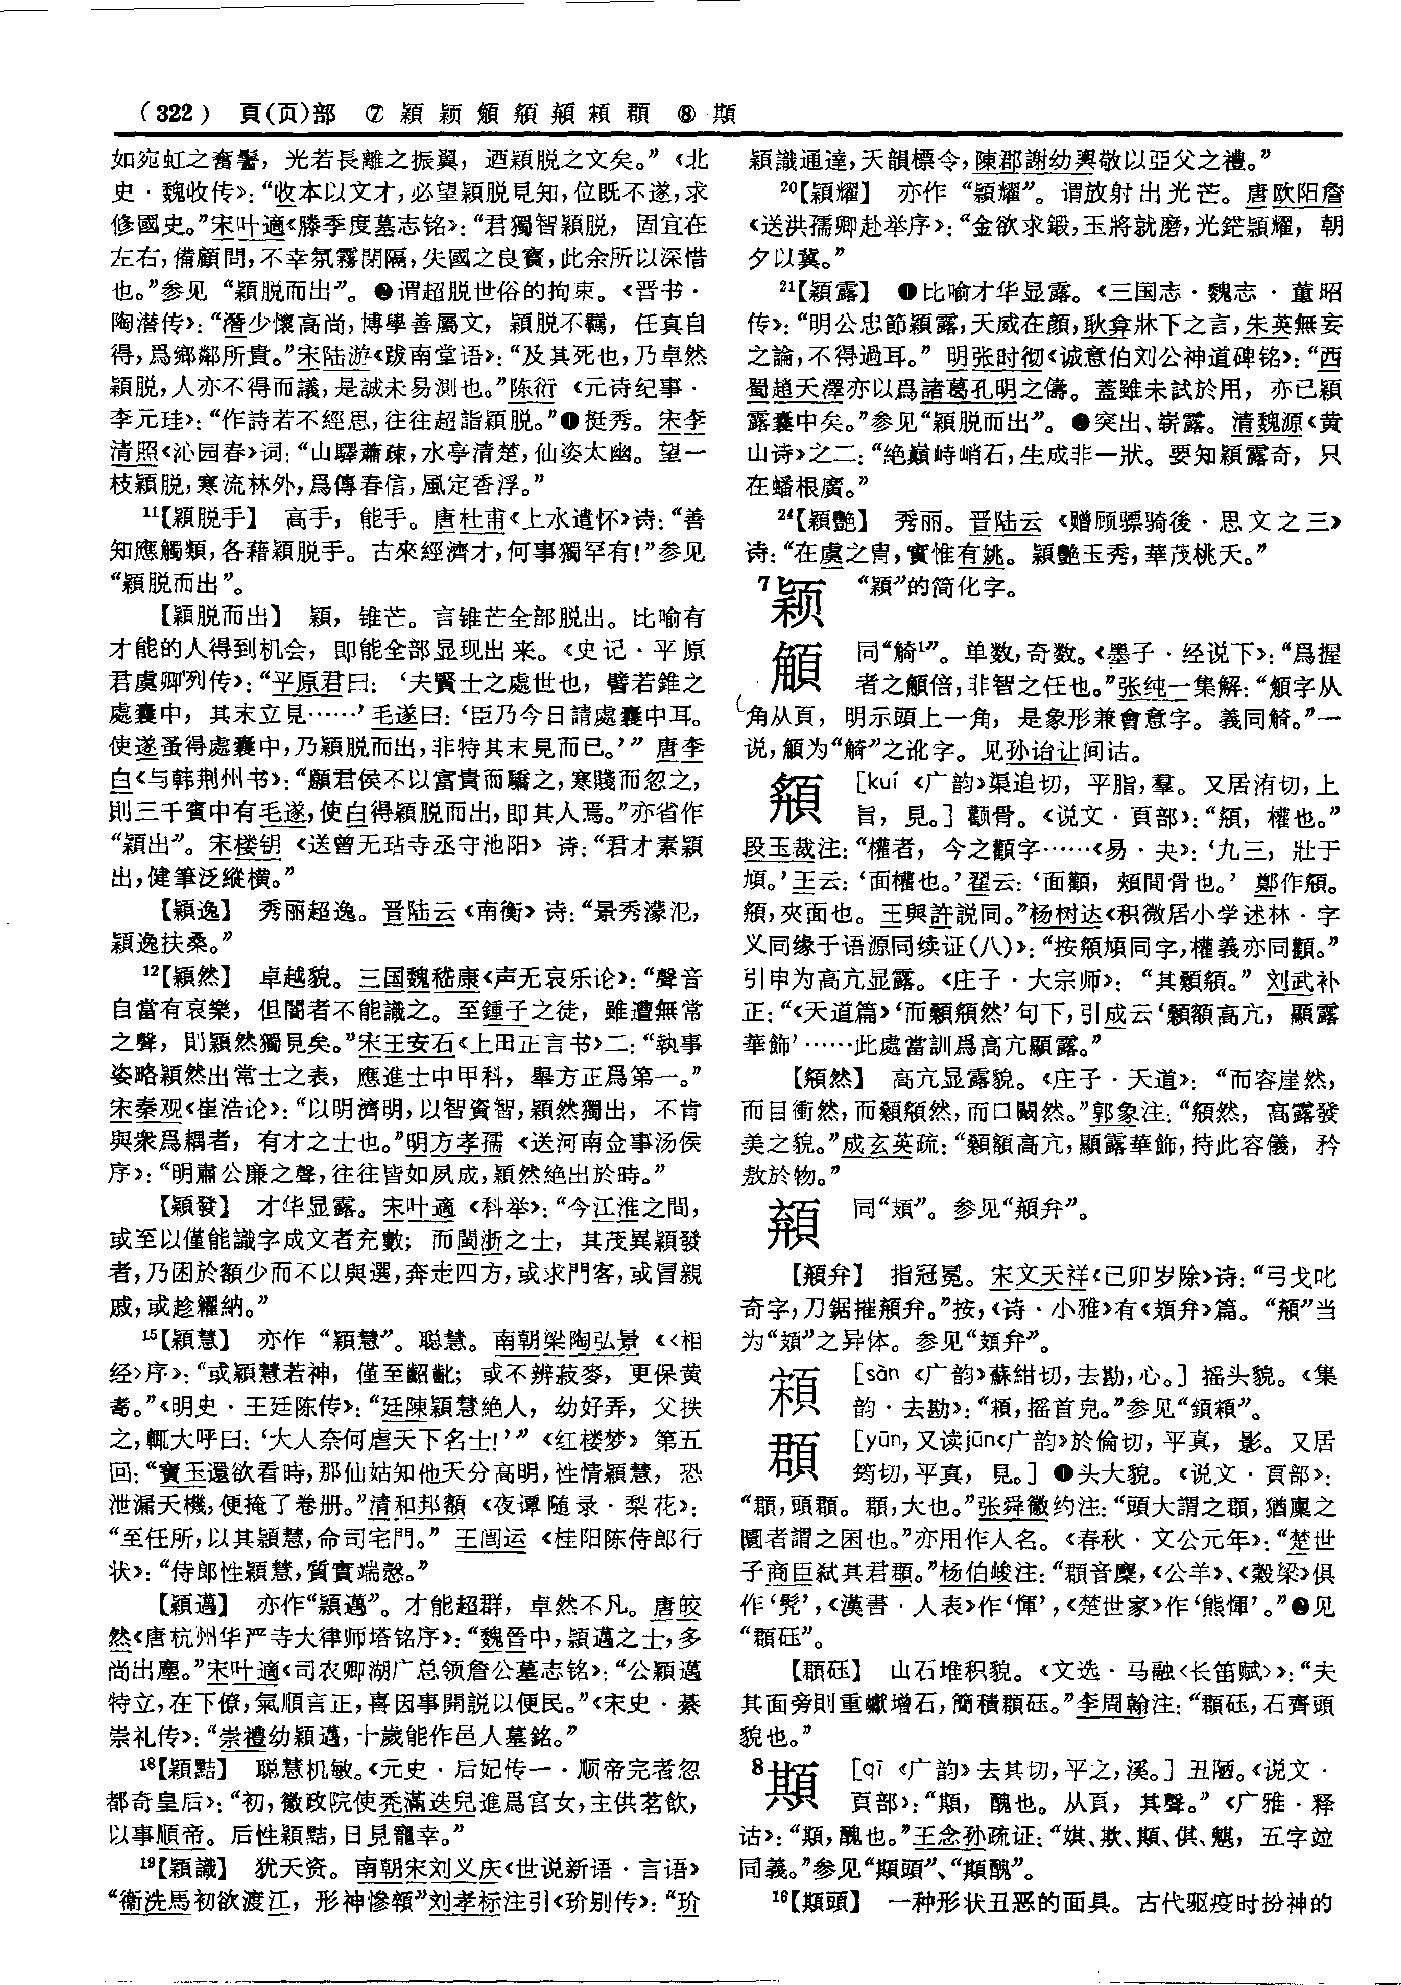 (322) 頁(页)部 ⑦ 穎 颖 䫏 頯 頍 䫅 頵 ⑧ 䫏
如宛虹之奮鬐，光若長離之振翼，迺穎脱之文矣。”《北
史·魏收传》：“收本以文才，必望穎脱見知，位既不遂，求
修國史。”宋叶適《滕季度墓志铭》：“君獨智穎脱，固宜在
左右，備顧問，不幸氛霧閉隔，失國之良寶，此余所以深惜
也。”参见 “穎脱而出”。❷谓超脱世俗的拘束。《晋书·
陶潜传》：“潛少懷高尚，博學善屬文，穎脱不羈，任真自
得，爲鄉鄰所貴。”宋陆游《跋南堂语》：“及其死也，乃卓然
穎脱，人亦不得而議，是誠未易測也。”陈衍《元诗纪事·
李元珪》：“作詩若不經思，往往超詣穎脱。”❶挺秀。宋李
清照《沁园春》词：“山驛蕭疎，水亭清楚，仙姿太幽。望一
枝穎脱，寒流林外，爲傳春信，風定香浮。”
11【穎脱手】 高手，能手。唐杜甫《上水遣怀》诗：“善
知應觸類，各藉穎脱手。古來經濟才，何事獨罕有！”参见
“穎脱而出”。
【穎脱而出】 穎，锥芒。言锥芒全部脱出。比喻有
才能的人得到机会，即能全部显现出来。《史记·平原
君虞卿列传》：“平原君曰：‘夫賢士之處世也，譬若錐之
處囊中，其末立見……’毛遂曰：‘臣乃今日請處囊中耳。
使遂蚤得處囊中，乃穎脱而出，非特其末見而已。’” 唐李
白《与韩荆州书》：“願君侯不以富貴而驕之，寒賤而忽之，
則三千賓中有毛遂，使白得穎脱而出，即其人焉。”亦省作
“穎出”。宋楼钥《送曾无玷寺丞守池阳》诗：“君才素穎
出，健筆泛縱橫。”
【穎逸】 秀丽超逸。晋陆云《南衡》诗：“景秀濛汜，
穎逸扶桑。”
12【穎然】 卓越貌。三国魏嵇康《声无哀乐论》：“聲音
自當有哀樂，但闇者不能識之。至鍾子之徒，雖遭無常
之聲，則穎然獨見矣。”宋王安石《上田正言书》二：“執事
姿略穎然出常士之表，應進士中甲科，舉方正爲第一。”
宋秦观《崔浩论》：“以明濟明，以智資智，穎然獨出，不肯
與衆爲耦者，有才之士也。”明方孝孺《送河南佥事汤侯
序》：“明肅公廉之聲，往往皆如夙成，穎然絶出於時。”
【穎發】 才华显露。宋叶適《科举》：“今江淮之間，
或至以僅能識字成文者充數；而閩浙之士，其茂異穎發
者，乃困於額少而不以與選，奔走四方，或求門客，或冒親
戚，或趁糴納。”
15【穎慧】 亦作“穎慧”。聪慧。南朝梁陶弘景《〈相
经〉序》：“或穎慧若神，僅至齠齔；或不辨菽麥，更保黄
耇。”《明史·王廷陈传》：“廷陳穎慧絶人，幼好弄，父抶
之，輒大呼曰：‘大人奈何虐天下名士！’”《红楼梦》第五
回：“寶玉還欲看時，那仙姑知他天分高明，性情穎慧，恐
泄漏天機，便掩了卷册。”清和邦額《夜谭随录·梨花》：
“至任所，以其穎慧，命司宅門。” 王闿运《桂阳陈侍郎行
状》：“侍郎性穎慧，質實端慤。”
【穎邁】 亦作“穎邁”。才能超群，卓然不凡。唐皎
然《唐杭州华严寺大律师塔铭序》：“魏晉中，穎邁之士，多
尚出塵。”宋叶適《司农卿湖广总领詹公墓志铭》：“公穎邁
特立，在下僚，氣順言正，喜因事開説以便民。”《宋史·綦
崇礼传》：“崇禮幼穎邁，十歲能作邑人墓銘。”
18【穎黠】 聪慧机敏。《元史·后妃传一·顺帝完者忽
都奇皇后》：“初，徽政院使禿滿迭兒進爲宫女，主供茗飲，
以事順帝。后性穎黠，日見寵幸。”
19【穎識】 犹天资。南朝宋刘义庆《世说新语·言语》
“衛洗馬初欲渡江，形神慘顇”刘孝标注引《玠别传》：“玠
穎識通達，天韻標令，陳郡謝幼輿敬以亞父之禮。”
20【穎耀】 亦作“穎耀”。谓放射出光芒。唐欧阳詹
《送洪孺卿赴举序》：“金欲求鍛，玉將就磨，光鋩穎耀，朝
夕以冀。”
21【穎露】 ❶比喻才华显露。《三国志·魏志·董昭
传》：“明公忠節穎露，天威在顔，耿弇牀下之言，朱英無妄
之論，不得過耳。” 明张时彻《诚意伯刘公神道碑铭》：“西
蜀趙天澤亦以爲諸葛孔明之儔。蓋雖未試於用，亦已穎
露囊中矣。”参见“穎脱而出”。❷突出、崭露。清魏源《黄
山诗》之二：“絶巔峙峭石，生成非一狀。要知穎露奇，只
在蟠根廣。”
24【穎艷】 秀丽。晋陆云《赠顾骠骑後·思文之三》
诗：“在虞之胄，實惟有姚。穎艷玉秀，華茂桃夭。”
7颖 “穎”的简化字。
同“觭1”。单数，奇数。《墨子·经说下》：“爲握
者之䚗倍，非智之任也。”张纯一集解：“䚗字从
角从頁，明示頭上一角，是象形兼會意字。義同觭。”一
说，䚗为“觭”之讹字。见孙诒让间诂。
頯 [kuí《广韵》渠追切，平脂，羣。又居洧切，上
旨，見。] 颧骨。《说文·頁部》：“頯，權也。”
段玉裁注：“權者，今之顴字……《易·夬》：‘九三，壯于
頄。’王云：‘面權也。’翟云：‘面顴，頰間骨也。’ 鄭作頯。
頯，夾面也。王與許説同。”杨树达《积微居小学述林·字
义同缘于语源同续证（八）》：“按頯頄同字，權義亦同顴。”
引申为高亢显露。《庄子·大宗师》：“其顙頯。” 刘武补
正：“《天道篇》‘而顙頯然’句下，引成云‘顙額高亢，顯露
華飾’……此處當訓爲高亢顯露。”
【頯然】 高亢显露貌。《庄子·天道》：“而容崖然，
而目衝然，而顙頯然，而口闞然。”郭象注：“頯然，高露發
美之貌。”成玄英疏：“顙額高亢，顯露華飾，持此容儀，矜
敖於物。”
同“頍”。参见“䫌弁”。
【䫌弁】 指冠冕。宋文天祥《己卯岁除》诗：“弓戈叱
奇字，刀鋸摧䫌弁。”按，《诗·小雅》有《頍弁》篇。“䫌”当
为“頍”之异体。参见“頍弁”。
[sàn《广韵》蘇紺切，去勘，心。] 摇头貌。《集
韵·去勘》：“䫅，摇首皃。”参见“顉䫅”。
頵 [yūn，又读jūn《广韵》於倫切，平真，影。又居
筠切，平真，見。] ❶头大貌。《说文·頁部》：
“頵，頭頵。頵，大也。”张舜徽约注：“頭大謂之頵，猶廩之
圜者謂之囷也。”亦用作人名。《春秋·文公元年》：“楚世
子商臣弑其君頵。”杨伯峻注：“頵音麇，《公羊》、《穀梁》俱
作‘髡’，《漢書·人表》作‘惲’，《楚世家》作‘熊惲’。”❷见
“頵砡”。
【頵砡】 山石堆积貌。《文选·马融〈长笛赋〉》：“夫
其面旁則重巘增石，簡積頵砡。”李周翰注：“頵砡，石齊頭
貌也。”
8䫏 [qī《广韵》去其切，平之，溪。] 丑陋。《说文·
頁部》：“䫏，醜也。从頁，其聲。”《广雅·释
诂》：“䫏，醜也。”王念孙疏证：“娸、欺、䫏、倛、魌，五字竝
同義。”参见“䫏頭”、“䫏醜”。
16【䫏頭】 一种形状丑恶的面具。古代驱疫时扮神的